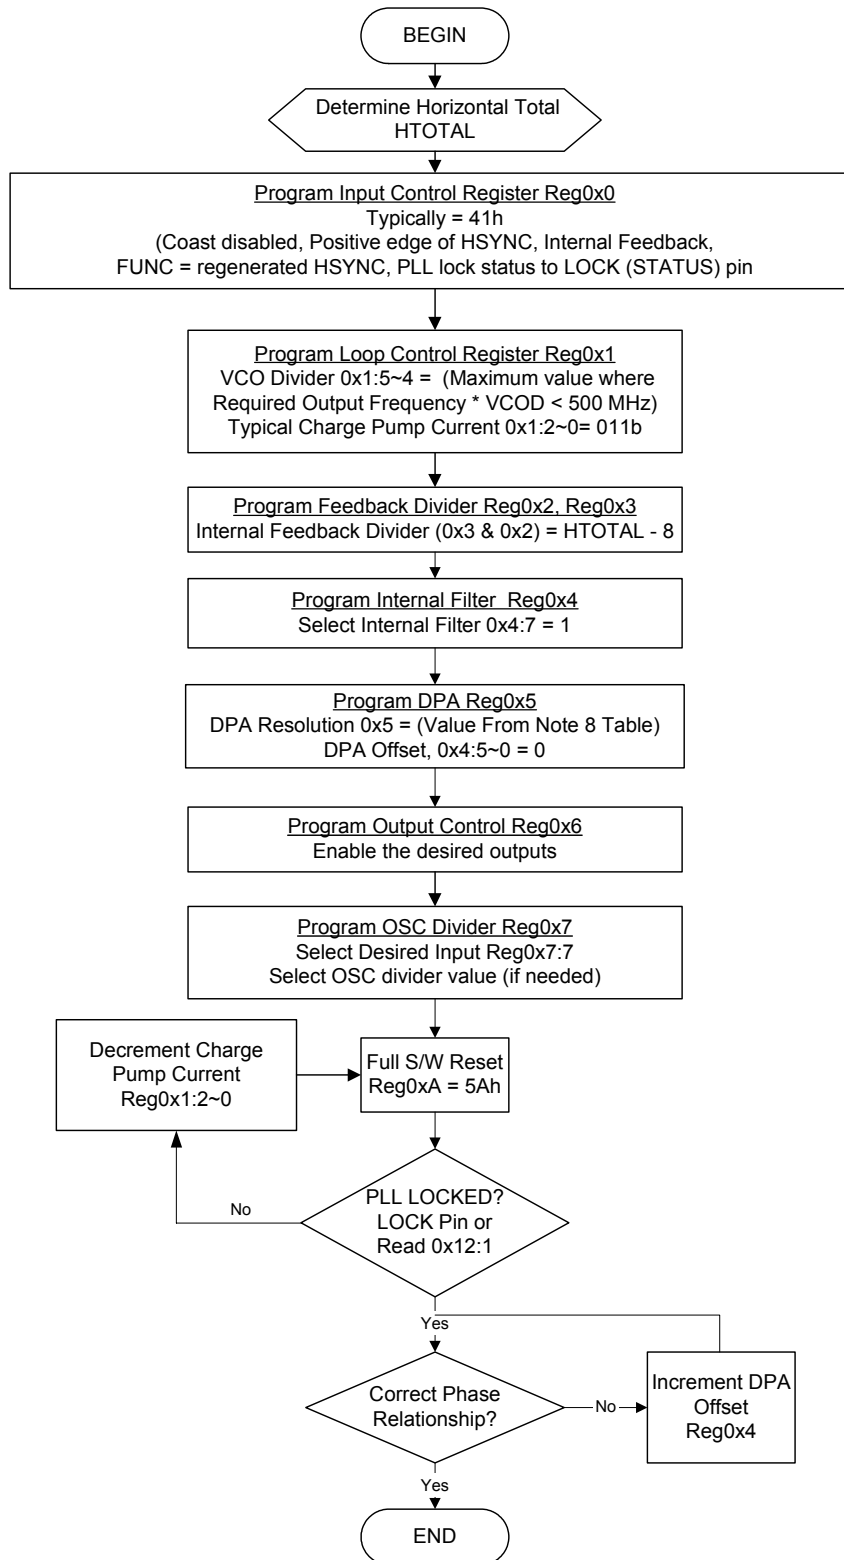 BEGIN
Determine Horizontal Total
HTOTAL
Program Input Control Register Reg0x0
Typically = 41h
(Coast disabled, Positive edge of HSYNC, Internal Feedback,
FUNC = regenerated HSYNC, PLL lock status to LOCK (STATUS) pin
Program Loop Control Register Reg0x1
VCO Divider 0x1:5~4 = (Maximum value where
Required Output Frequency * VCOD < 500 MHz)
Typical Charge Pump Current 0x1:2~0= 011b
Program Feedback Divider Reg0x2, Reg0x3
Internal Feedback Divider (0x3 & 0x2) = HTOTAL - 8
Program Internal Filter Reg0x4
Select Internal Filter 0x4:7 = 1
Program DPA Reg0x5
DPA Resolution 0x5 = (Value From Note 8 Table)
DPA Offset, 0x4:5~0 = 0
Program Output Control Reg0x6
Enable the desired outputs
Program OSC Divider Reg0x7
Select Desired Input Reg0x7:7
Select OSC divider value (if needed)
Decrement Charge
Pump Current
Reg0x1:2~0
Full S/W Reset
Reg0xA = 5Ah
No
PLL LOCKED?
LOCK Pin or
Read 0x12:1
Yes
Correct Phase
Relationship?
No
Increment DPA
Offset
Reg0x4
Yes
END